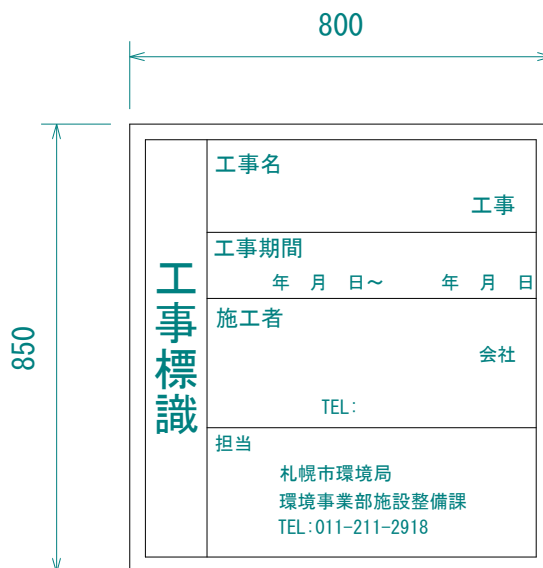 800
850
工事標識
工事名
工事
工事期間
年 月 日～ 年 月 日
施工者
会社
TEL:
担当
札幌市環境局
環境事業部施設整備課
TEL:011-211-2918